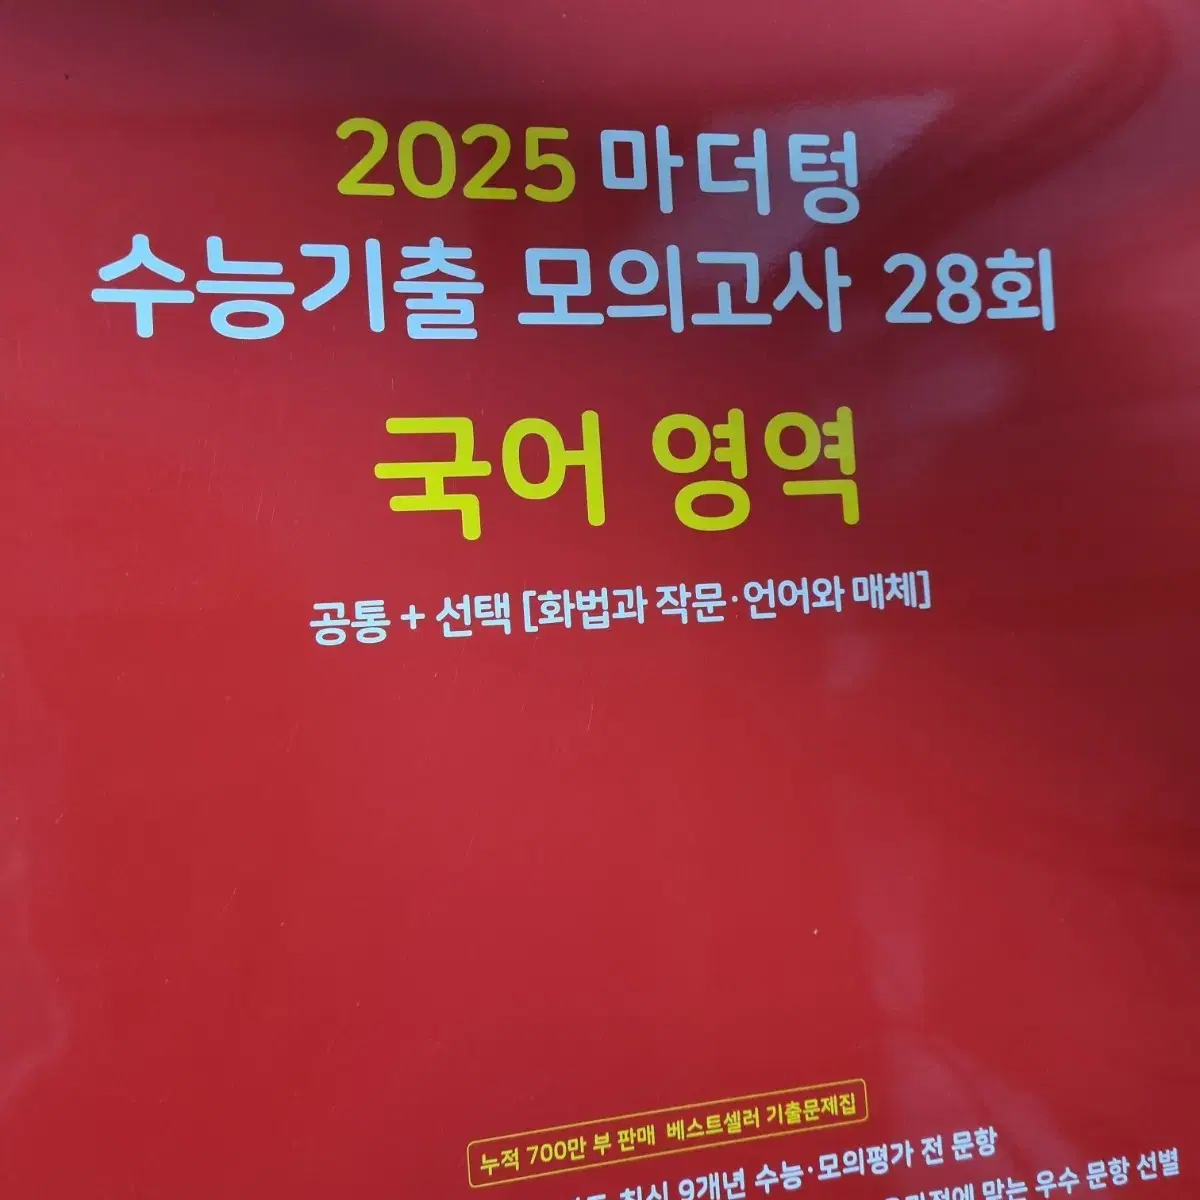 2025 마더텅
수능기출 모의고사 28회
국어 영역
공통 + 선택 [화법과 작문·언어와 매체]
누적 700만 부 판매 베스트셀러 기출문제집
최신 9개년 수능·모의평가 전 문항
맞는 우수 문항 선별